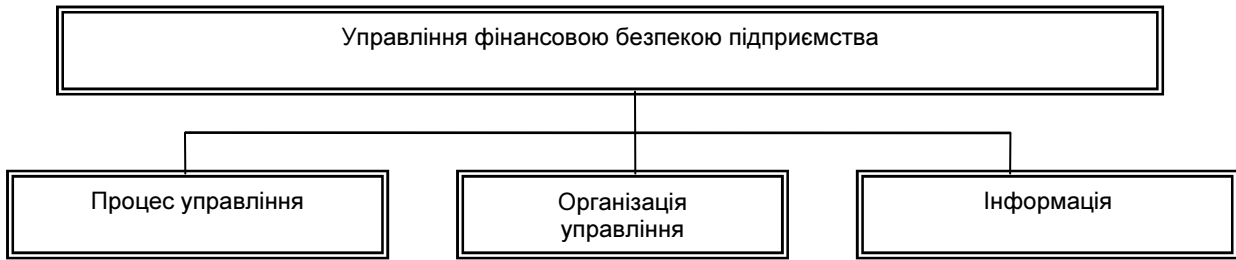 Управління фінансовою безпекою підприємства
Процес управління
Організація
управління
Інформація